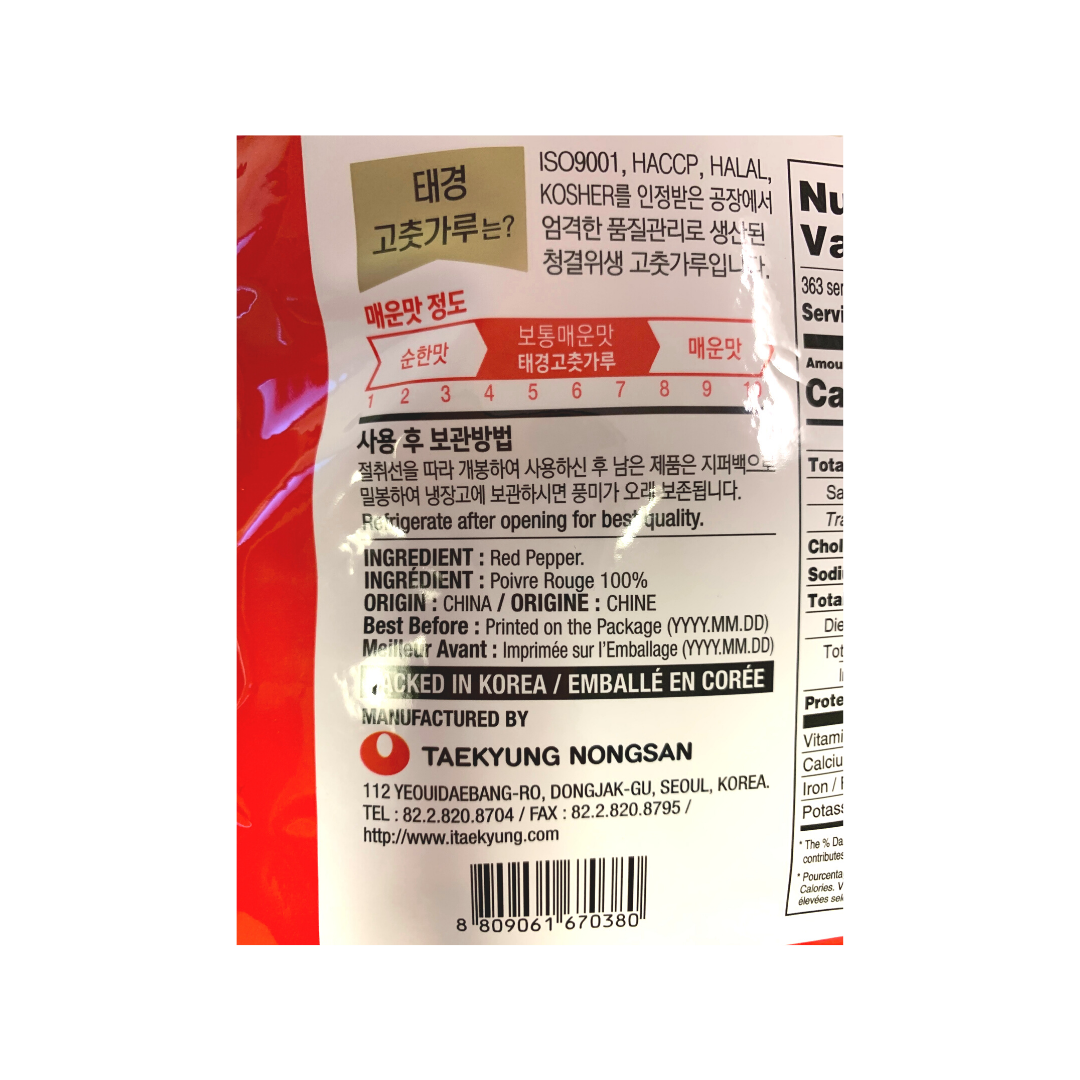 태경
고춧가루는?
ISO9001, HACCP, HALAL,
KOSHER를 인정받은 공장에서
엄격한 품질관리로 생산된
청결위생 고춧가루입니다.
매운맛 정도
순한맛
보통매운맛
태경고춧가루
매운맛
1 2 3 4 5 6 7 8 9 10
사용 후 보관방법
절취선을 따라 개봉하여 사용하신 후 남은 제품은 지퍼백으로
밀봉하여 냉장고에 보관하시면 풍미가 오래 보존됩니다.
Refrigerate after opening for best quality.
INGREDIENT : Red Pepper.
INGRÉDIENT : Poivre Rouge 100%
ORIGIN : CHINA / ORIGINE : CHINE
Best Before : Printed on the Package (YYYY.MM.DD)
Meilleur Avant : Imprimée sur l'Emballage (YYYY.MM.DD)
PACKED IN KOREA / EMBALLÉ EN CORÉE
MANUFACTURED BY
TAEKYUNG NONGSAN
112 YEOUIDAEBANG-RO, DONGJAK-GU, SEOUL, KOREA.
TEL : 82.2.820.8704 / FAX : 82.2.820.8795 /
http://www.itaekyung.com
8 809061 670380
Nu
Va
363 ser
Servi
Amou
Ca
Tota
Sa
Tra
Chol
Sodi
Tota
Die
Tot
I
Prote
Vitami
Calciu
Iron / F
Potass
* The % Da
contributes
* Pourcenta
Calories. V
élevées sel